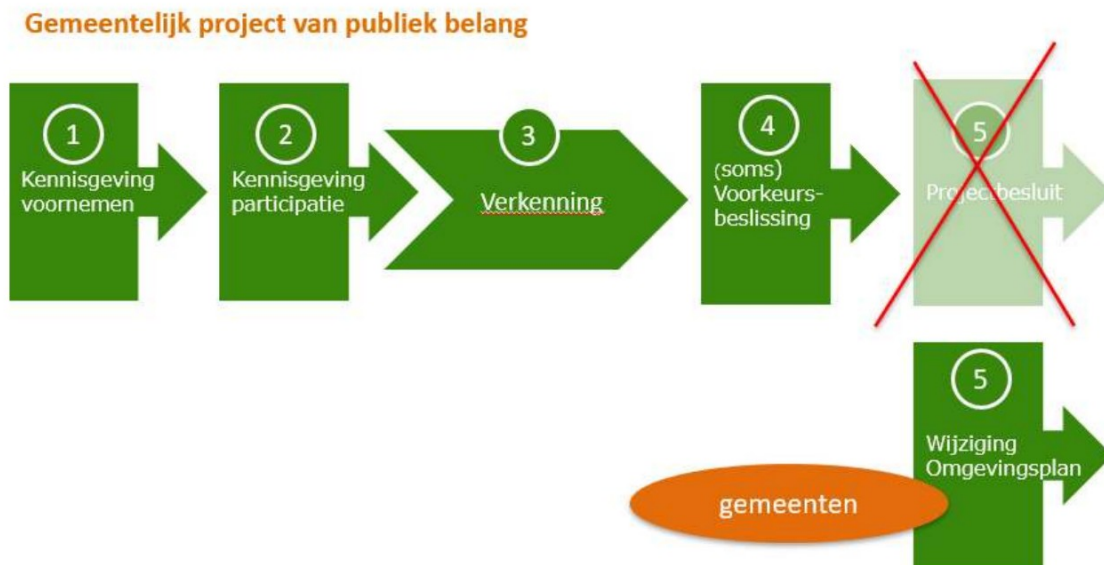 Gemeentelijk project van publiek belang
1
Kennisgeving
voornemen
2
Kennisgeving
participatie
3
Verkenning
4
(soms)
Voorkeurs-
beslissing
5
Projectbesluit
5
Wijziging
Omgevingsplan
gemeenten